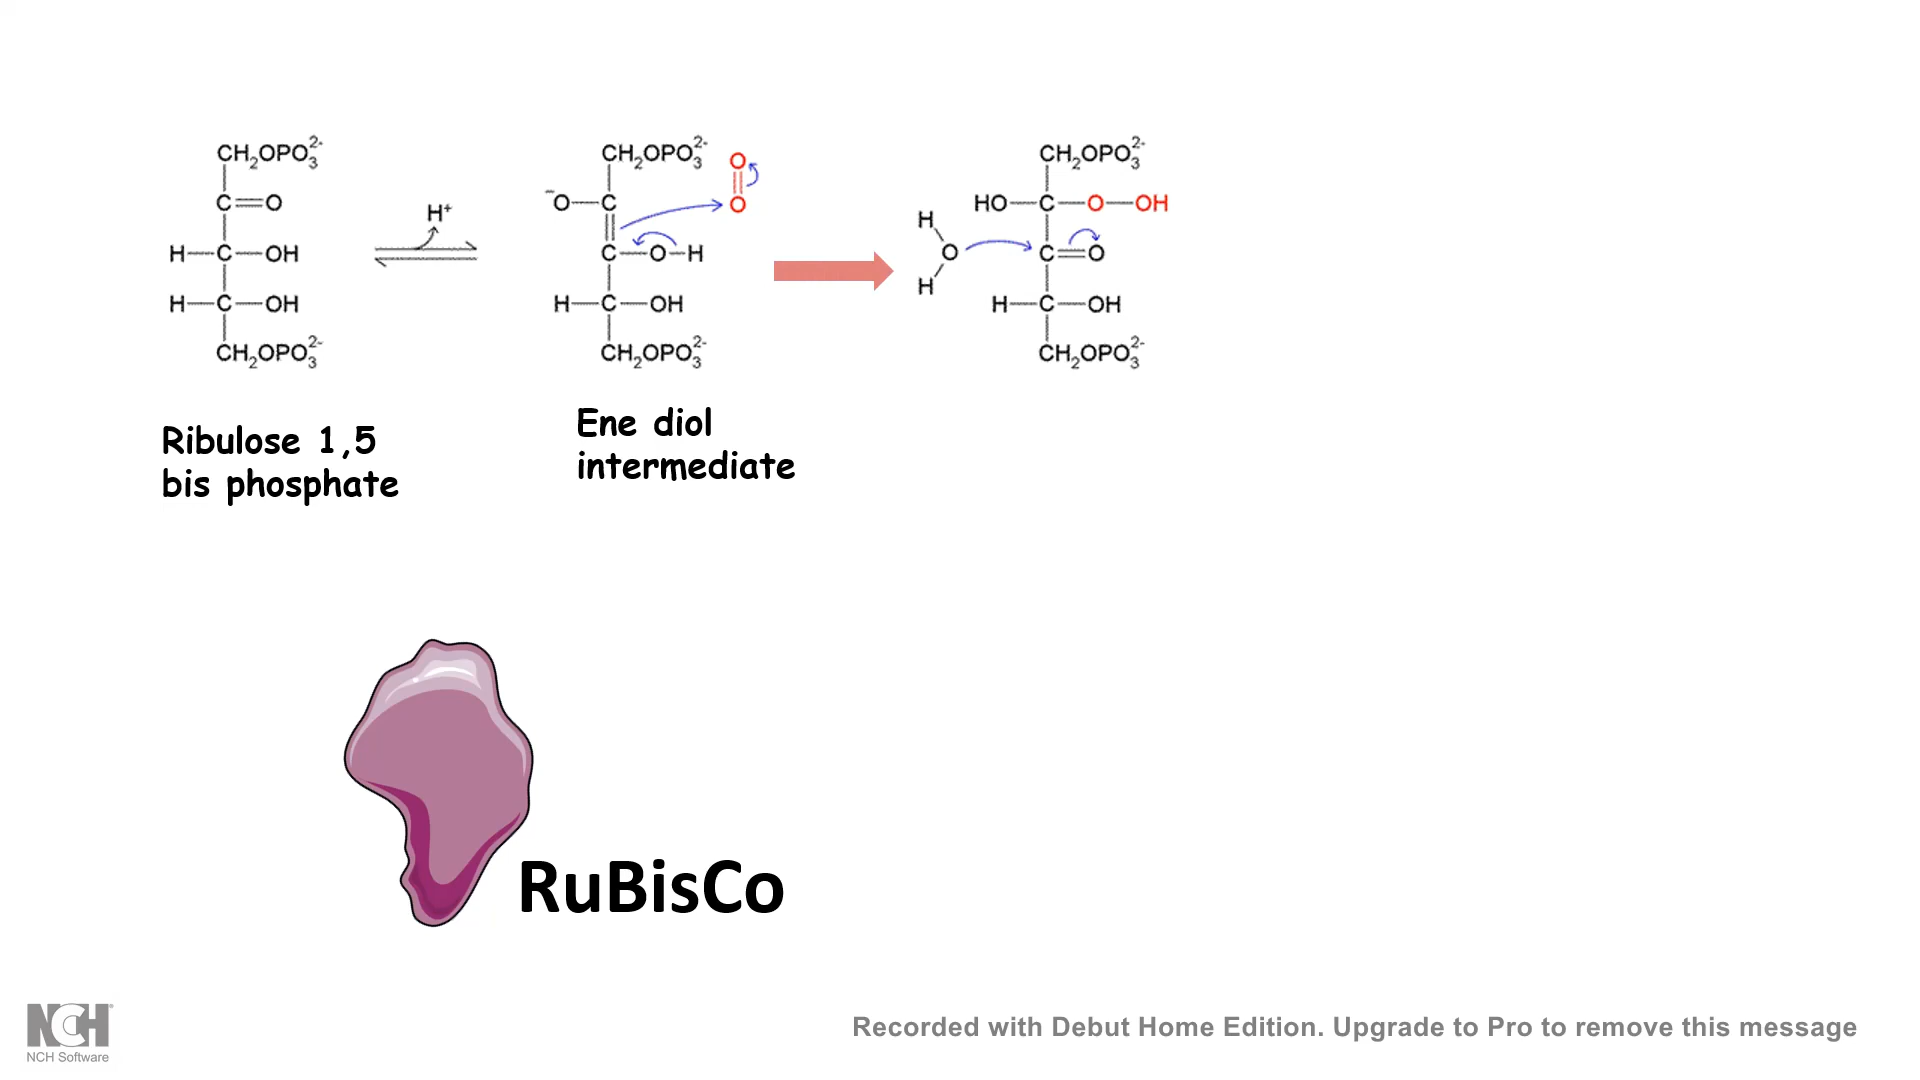 CH2OPO3 2-
C=O
H—C—OH
H—C—OH
CH2OPO3 2-
H+
CH2OPO3 2-
-O—C
C—O—H
H—C—OH
CH2OPO3 2-
O
O
H
O
H
CH2OPO3 2-
HO—C—O—OH
C=O
H—C—OH
CH2OPO3 2-
Ribulose 1,5
bis phosphate
Ene diol
intermediate
RuBisCo
NCH
NCH Software
Recorded with Debut Home Edition. Upgrade to Pro to remove this message